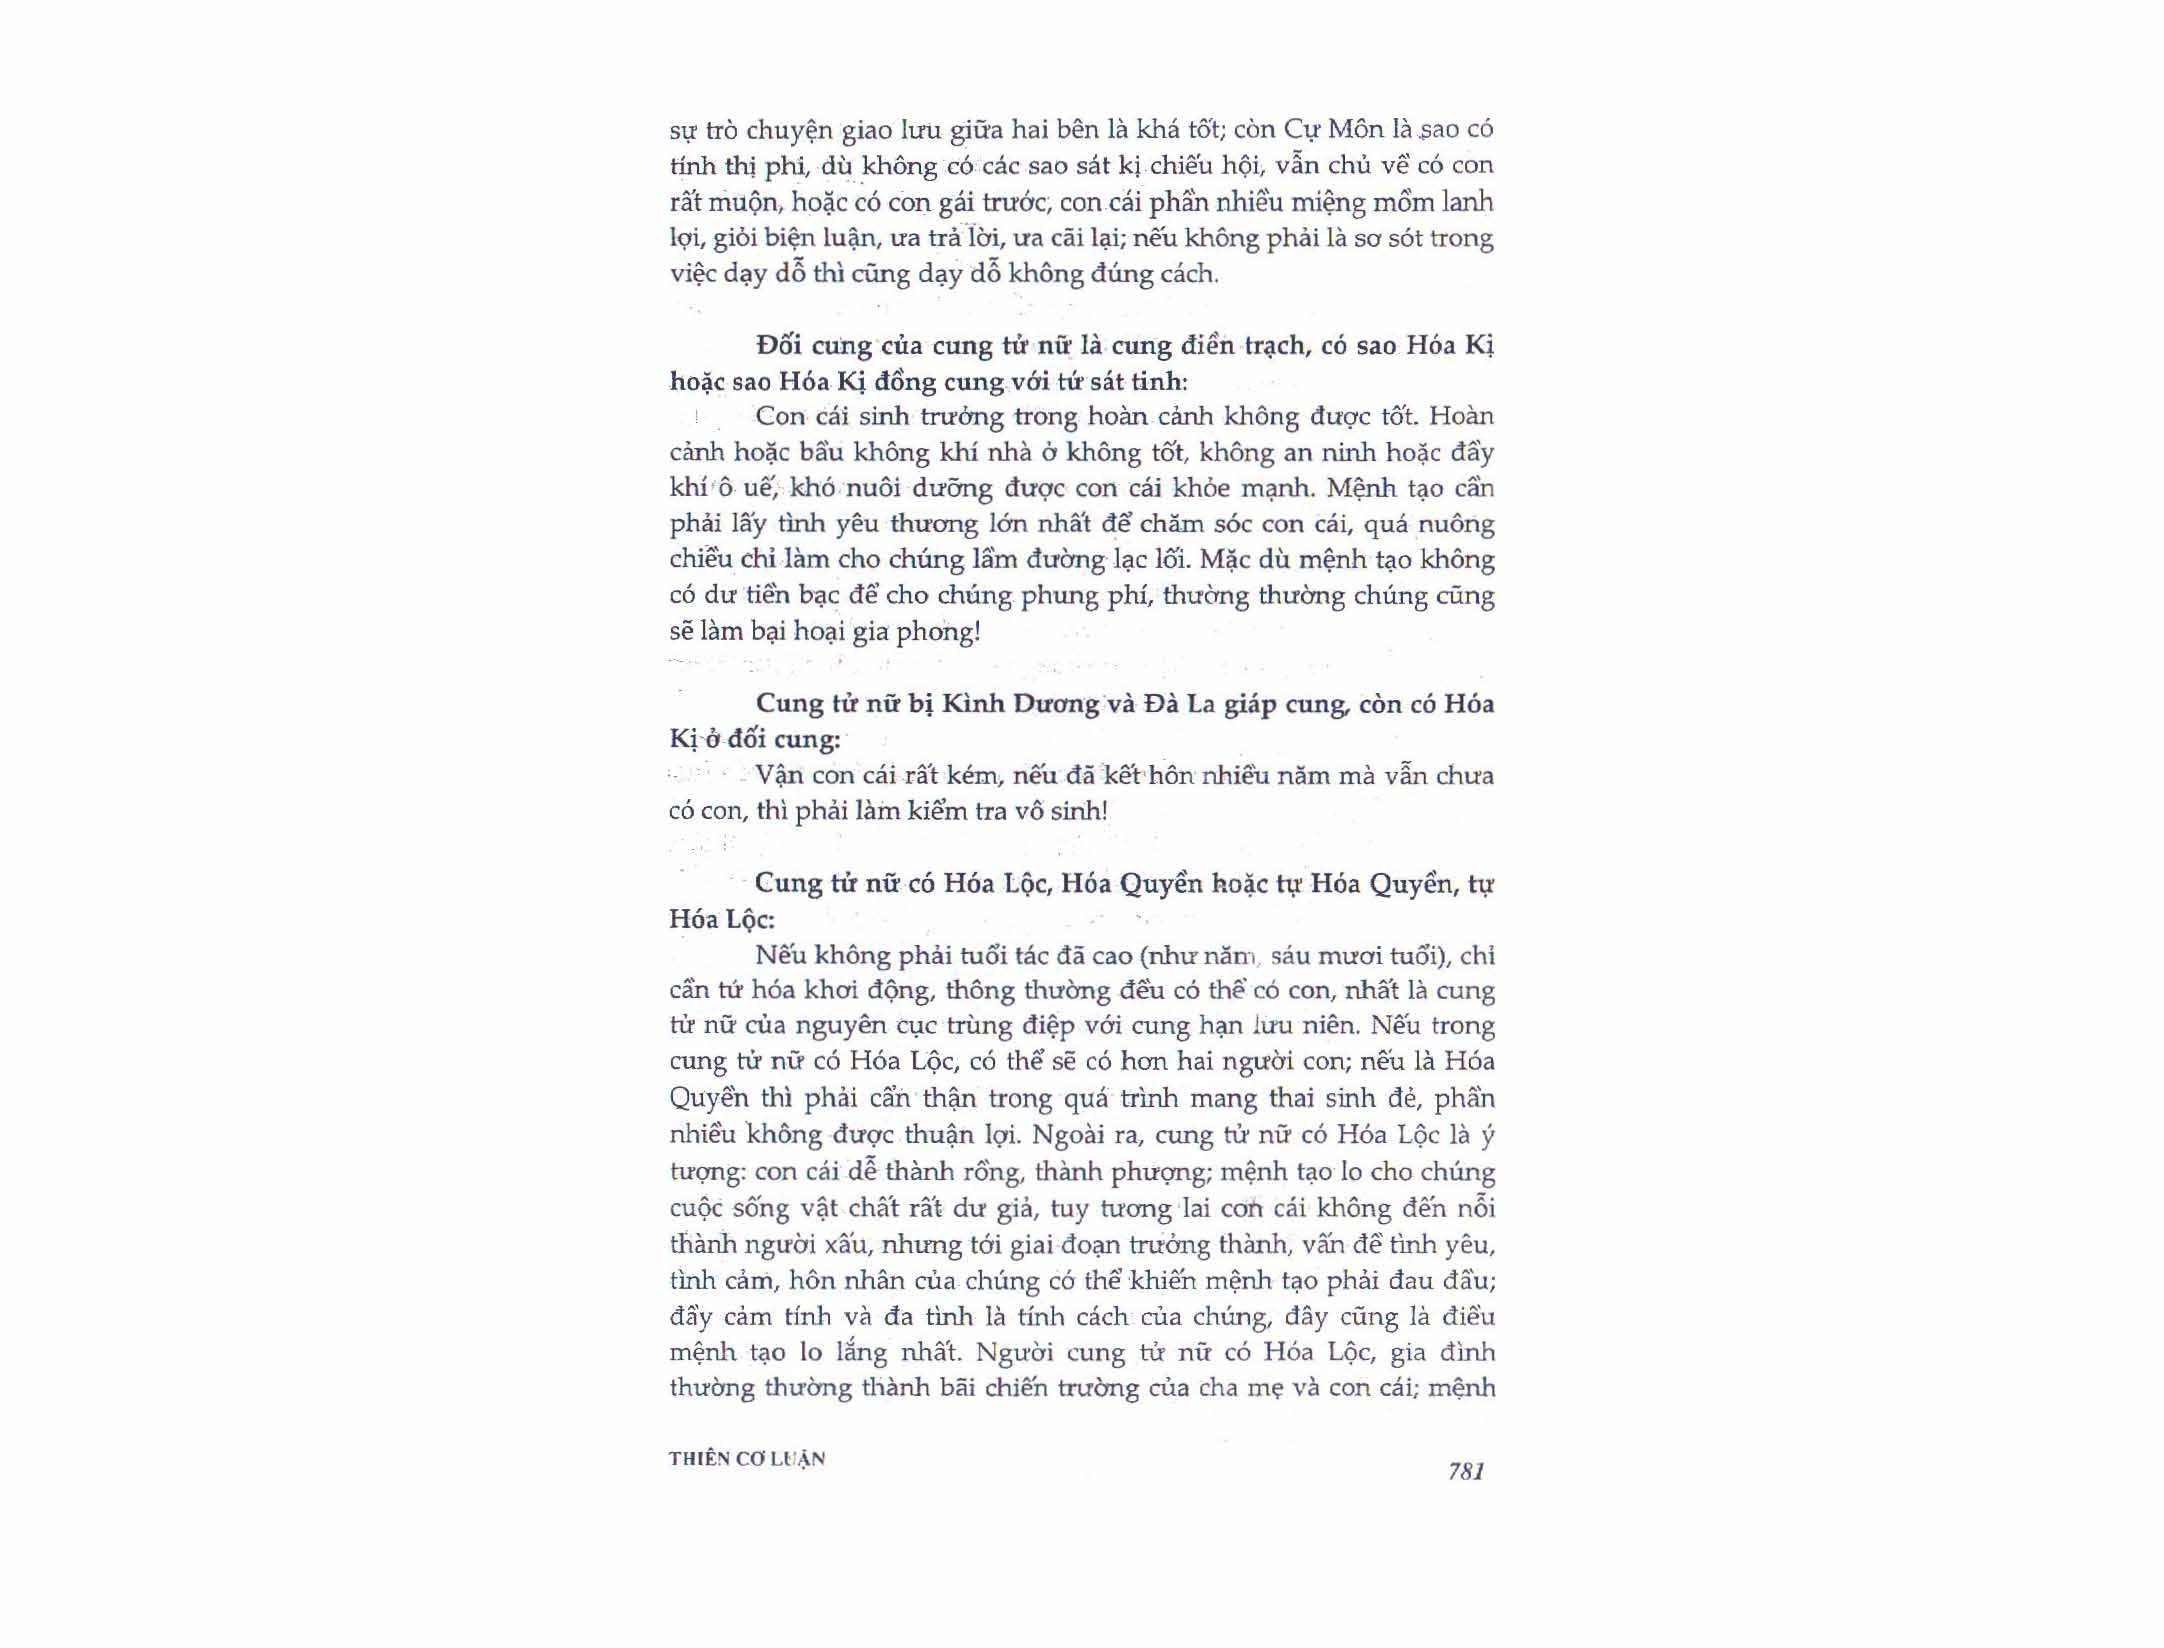 sự trò chuyện giao lưu giữa hai bên là khá tốt; còn Cự Môn là sao có
tính thị phi, dù không có các sao sát kị chiếu hội, vẫn chủ về có con
rất muộn, hoặc có con gái trước, con cái phần nhiều miệng mồm lanh
lợi, giỏi biện luận, ưa trả lời, ưa cãi lại; nếu không phải là sơ sót trong
việc dạy dỗ thì cũng dạy dỗ không đúng cách.
Đối cung của cung tử nữ là cung điền trạch, có sao Hóa Kị
hoặc sao Hóa Kị đồng cung với tứ sát tinh:
Con cái sinh trưởng trong hoàn cảnh không được tốt. Hoàn
cảnh hoặc bầu không khí nhà ở không tốt, không an ninh hoặc đầy
khí ô uế, khó nuôi dưỡng được con cái khỏe mạnh. Mệnh tạo cần
phải lấy tình yêu thương lớn nhất để chăm sóc con cái, quá nuông
chiều chỉ làm cho chúng lầm đường lạc lối. Mặc dù mệnh tạo không
có dư tiền bạc để cho chúng phung phí, thường thường chúng cũng
sẽ làm bại hoại gia phong!
Cung tử nữ bị Kình Dương và Đà La giáp cung, còn có Hóa
Kị ở đối cung:
Vận con cái rất kém, nếu đã kết hôn nhiều năm mà vẫn chưa
có con, thì phải làm kiểm tra vô sinh!
Cung tử nữ có Hóa Lộc, Hóa Quyền hoặc tự Hóa Quyền, tự
Hóa Lộc:
Nếu không phải tuổi tác đã cao (như năm, sáu mươi tuổi), chỉ
cần tứ hóa khơi động, thông thường đều có thể có con, nhất là cung
tử nữ của nguyên cục trùng điệp với cung hạn lưu niên. Nếu trong
cung tử nữ có Hóa Lộc, có thể sẽ có hơn hai người con; nếu là Hóa
Quyền thì phải cẩn thận trong quá trình mang thai sinh đẻ, phần
nhiều không được thuận lợi. Ngoài ra, cung tử nữ có Hóa Lộc là ý
tượng: con cái dễ thành rồng, thành phượng; mệnh tạo lo cho chúng
cuộc sống vật chất rất dư giả, tuy tương lai con cái không đến nỗi
thành người xấu, nhưng tới giai đoạn trưởng thành, vấn đề tình yêu,
tình cảm, hôn nhân của chúng có thể khiến mệnh tạo phải đau đầu;
đầy cảm tính và đa tình là tính cách của chúng, đây cũng là điều
mệnh tạo lo lắng nhất. Người cung tử nữ có Hóa Lộc, gia đình
thường thường thành bãi chiến trường của cha mẹ và con cái; mệnh
THIÊN CƠ LUẬN
781